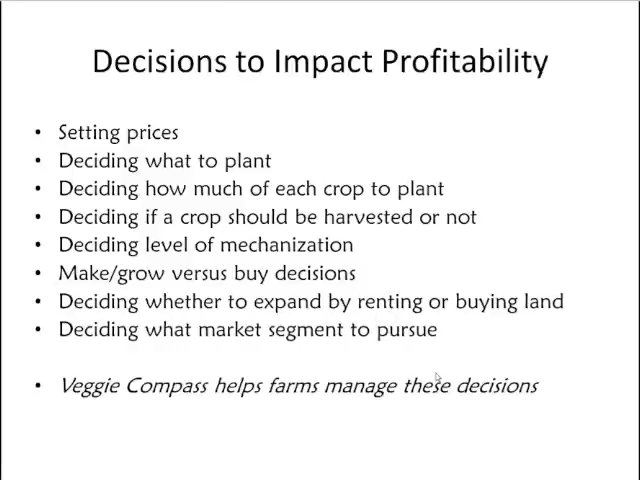 Decisions to Impact Profitability
• Setting prices
• Deciding what to plant
• Deciding how much of each crop to plant
• Deciding if a crop should be harvested or not
• Deciding level of mechanization
• Make/grow versus buy decisions
• Deciding whether to expand by renting or buying land
• Deciding what market segment to pursue
• Veggie Compass helps farms manage these decisions